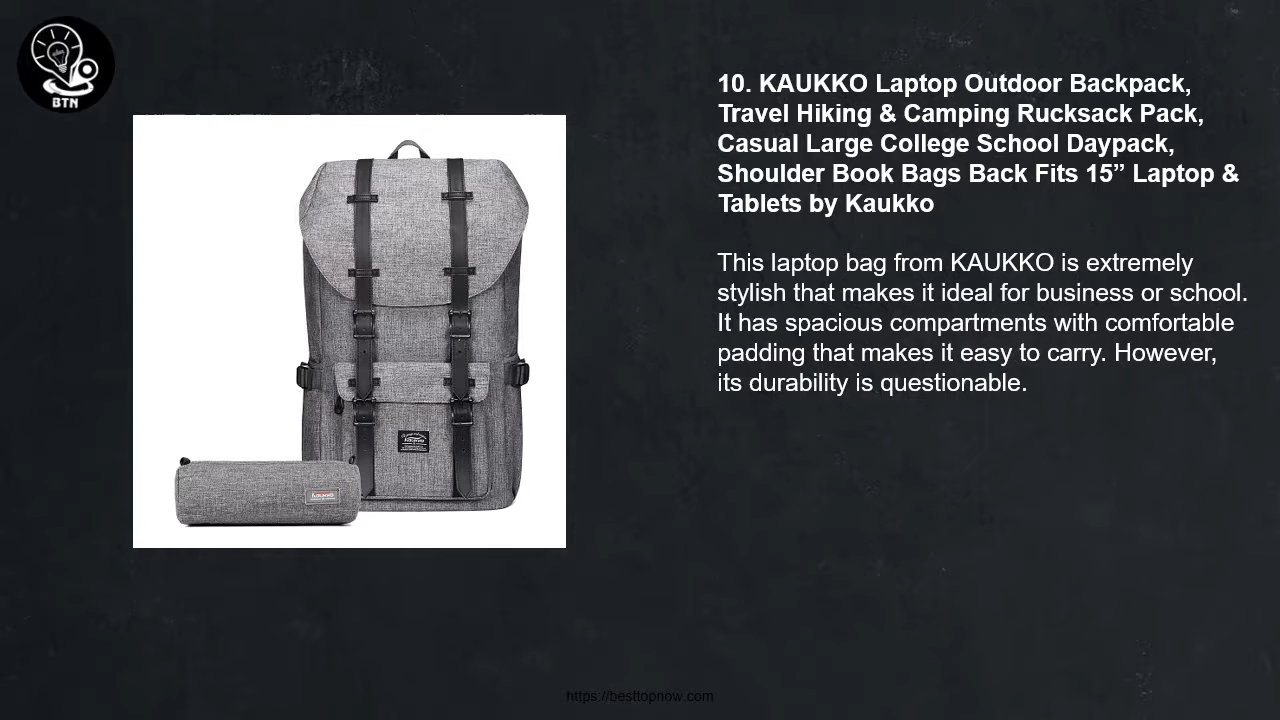 BTN
10. KAUKKO Laptop Outdoor Backpack,
Travel Hiking & Camping Rucksack Pack,
Casual Large College School Daypack,
Shoulder Book Bags Back Fits 15” Laptop &
Tablets by Kaukko
This laptop bag from KAUKKO is extremely
stylish that makes it ideal for business or school.
It has spacious compartments with comfortable
padding that makes it easy to carry. However,
its durability is questionable.
KAUKKO
https://besttopnow.com